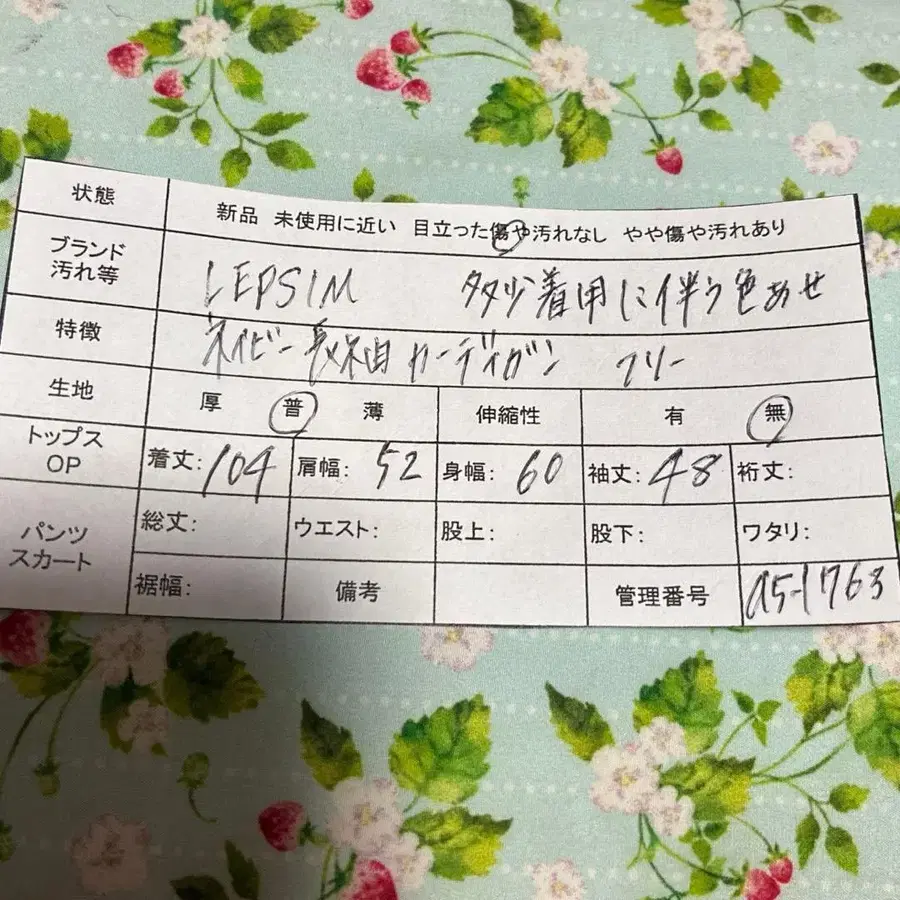 状態 新品 未使用に近い 目立った傷や汚れなし やや傷や汚れあり
ブランド 汚れ等 LEPSIM タタ少着用に伴う色あせ
特徴 ネイビー 長袖 カーディガン フリー
生地 厚 普 薄 伸縮性 有 無
トップス OP 着丈:104 肩幅:52 身幅:60 袖丈:48 裄丈:
パンツ スカート 総丈: ウエスト: 股上: 股下: ワタリ:
裾幅: 備考 管理番号 a5-1763